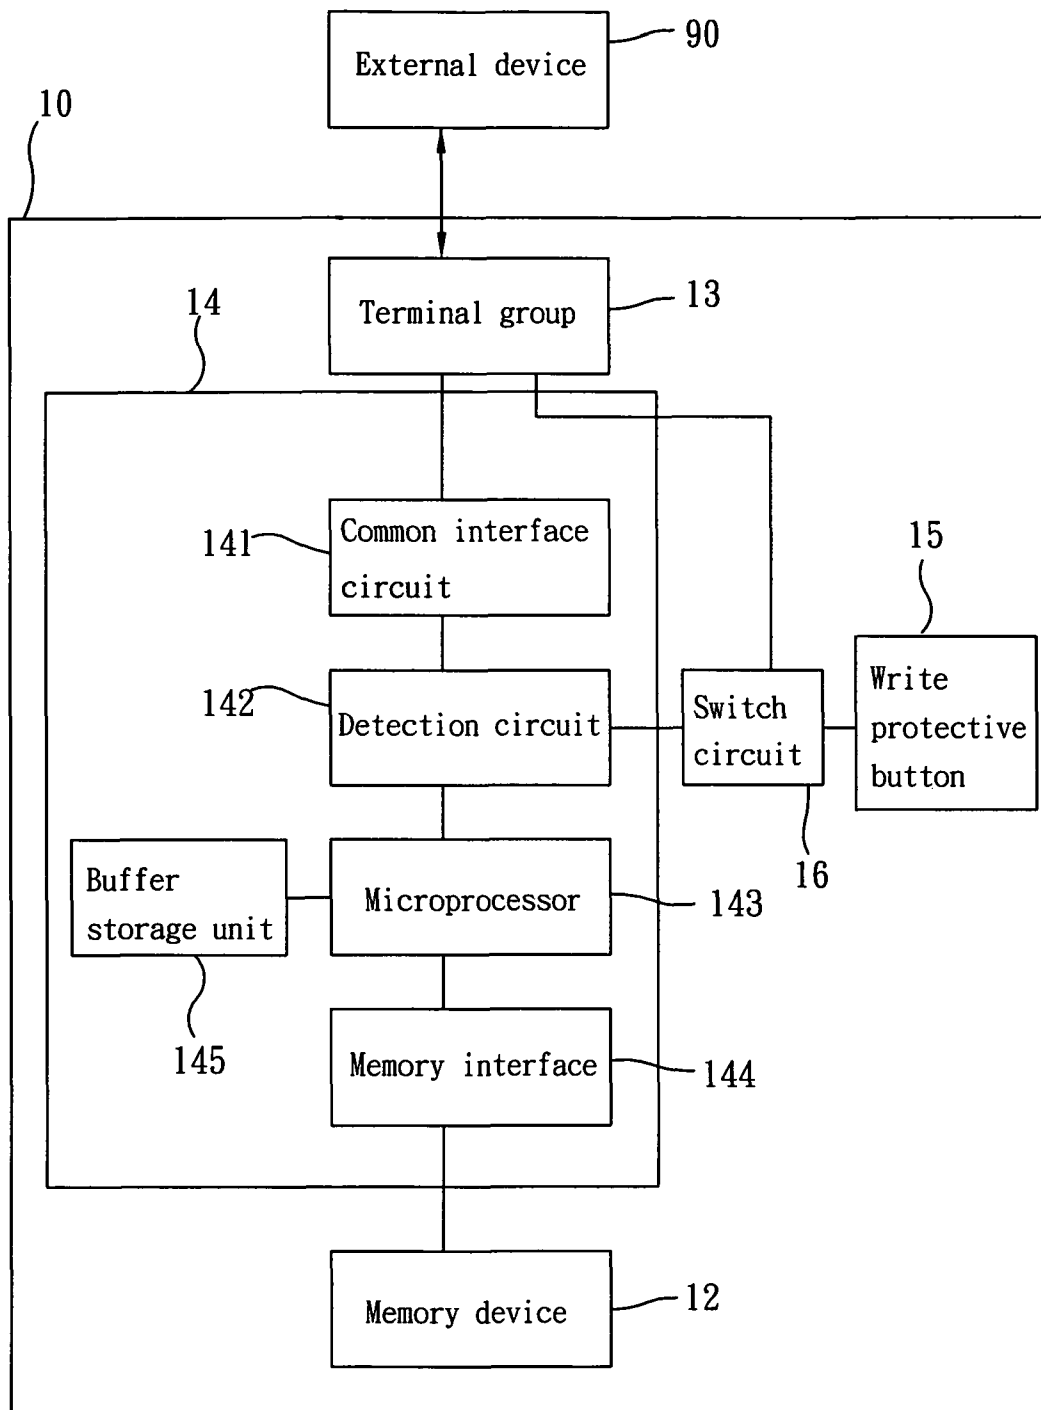 90
External device
10
13
Terminal group
14
141
Common interface
circuit
15
142
Detection circuit
Switch
circuit
Write
protective
button
16
Buffer
storage unit
Microprocessor
143
145
Memory interface
144
Memory device
12